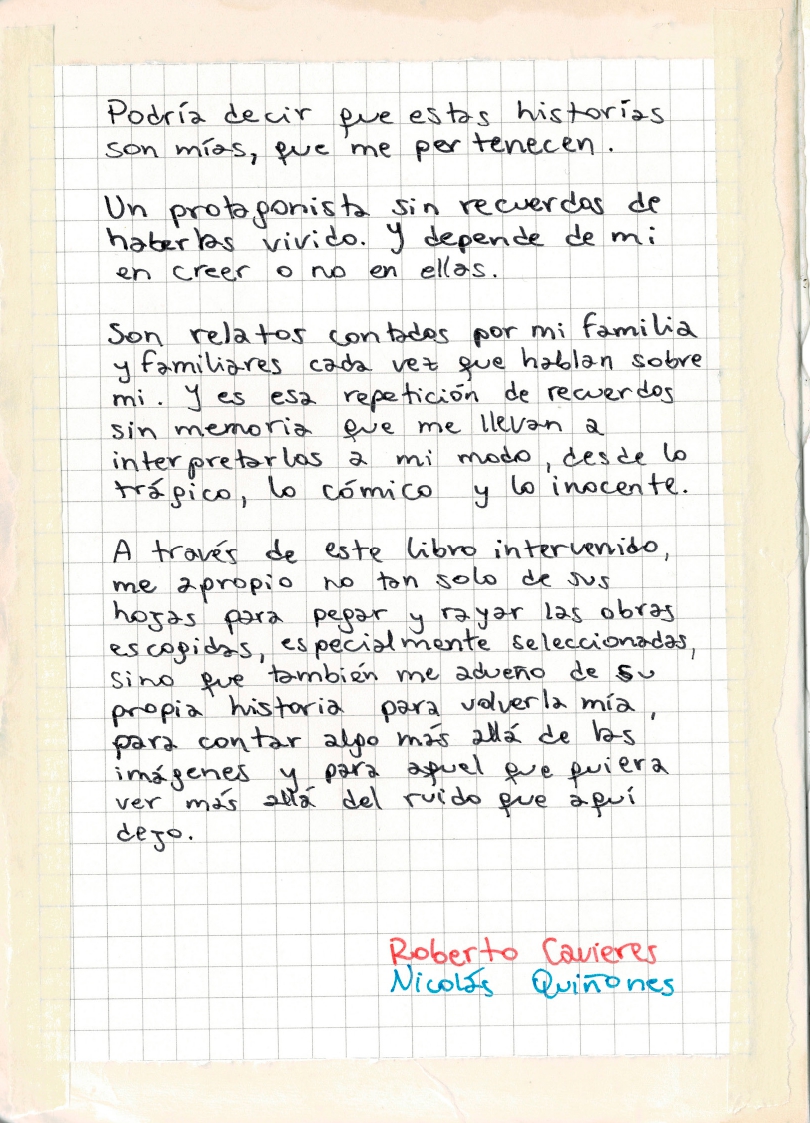 Podría decir que estas historias
son mías, que me pertenecen.
Un protagonista sin recuerdos de
haberlas vivido. Y depende de mi
en creer o no en ellas.
Son relatos contados por mi familia
y familiares cada vez que hablan sobre
mi. Y es esa repetición de recuerdos
sin memoria que me llevan a
interpretarlos a mi modo, desde lo
trágico, lo cómico y lo inocente.
A través de este libro intervenido,
me apropio no tan solo de sus
hojas para pegar y rayar las obras
escogidas, especialmente seleccionadas,
sino que también me adueño de su
propia historia para volverla mía,
para contar algo más allá de las
imágenes y para aquel que quiera
ver más allá del ruido que aquí
dejo.
Roberto Cavieres
Nicolás Quiñones